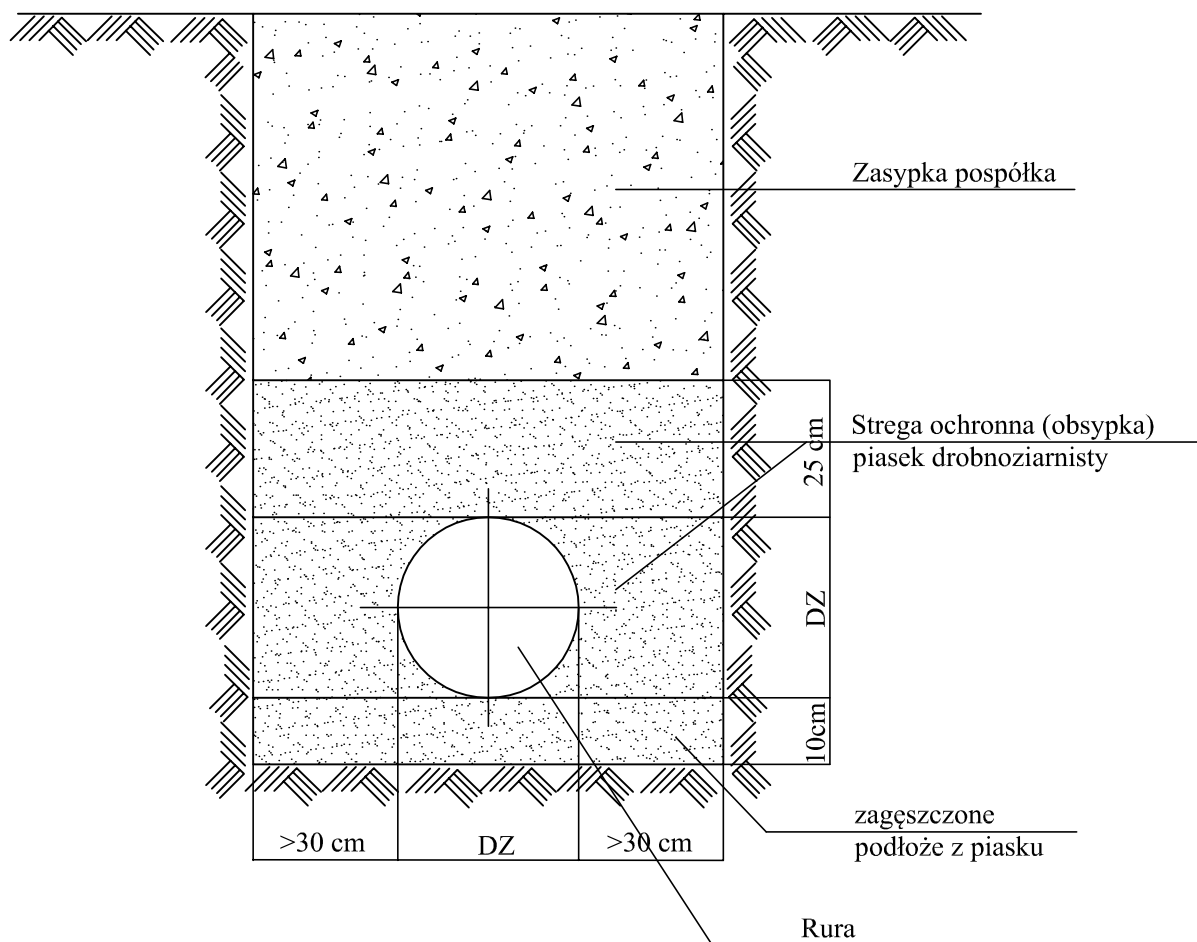 Zasypka pospółka
Strega ochronna (obsypka)
piasek drobnoziarnisty
25 cm
DZ
10cm
zagęszczone
podłoże z piasku
>30 cm
DZ
>30 cm
Rura